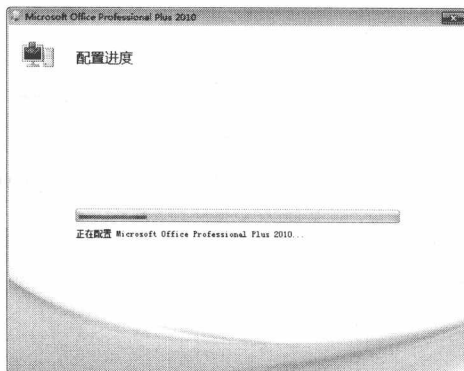 Microsoft Office Professional Plus 2010
配置进度
正在配置 Microsoft Office Professional Plus 2010...